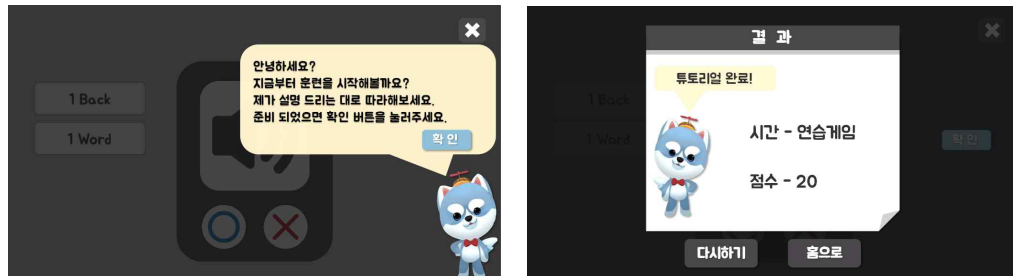 안녕하세요?
지금부터 훈련을 시작해볼까요?
제가 설명 드리는 대로 따라해보세요.
준비 되었으면 확인 버튼을 눌러주세요.
확인
1 Back
1 Word
결 과
튜토리얼 완료!
시간 - 연습게임
점수 - 20
1 Back
1 Word
확인
다시하기
홈으로